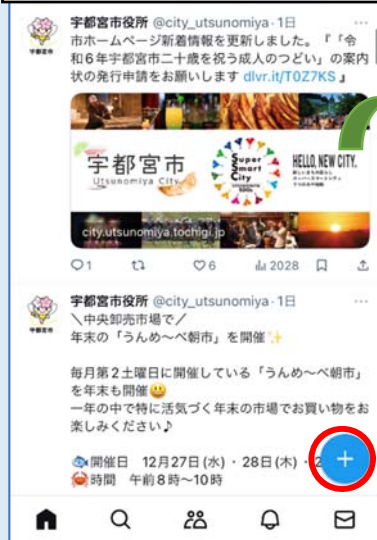 宇都宮市役所 @city_utsunomiya・1日
市ホームページ新着情報を更新しました。『「令
和6年宇都宮市二十歳を祝う成人のつどい」の案内
状の発行申請をお願いします dlvr.it/T0Z7KS 』
宇都宮市
Utsunomiya City
Super
Smart
City
HELLO, NEW CITY.
city.utsunomiya.tochigi.jp
1 6 2028
宇都宮市役所 @city_utsunomiya・1日
＼中央卸売市場で／
年末の「うんめ～べ朝市」を開催✨
毎月第2土曜日に開催している「うんめ～べ朝市」
を年末も開催😃
一年の中で特に活気づく年末の市場でお買い物をお
楽しみください♪
🐟開催日 12月27日(水)・28日(木)・2
🦀時間 午前8時～10時